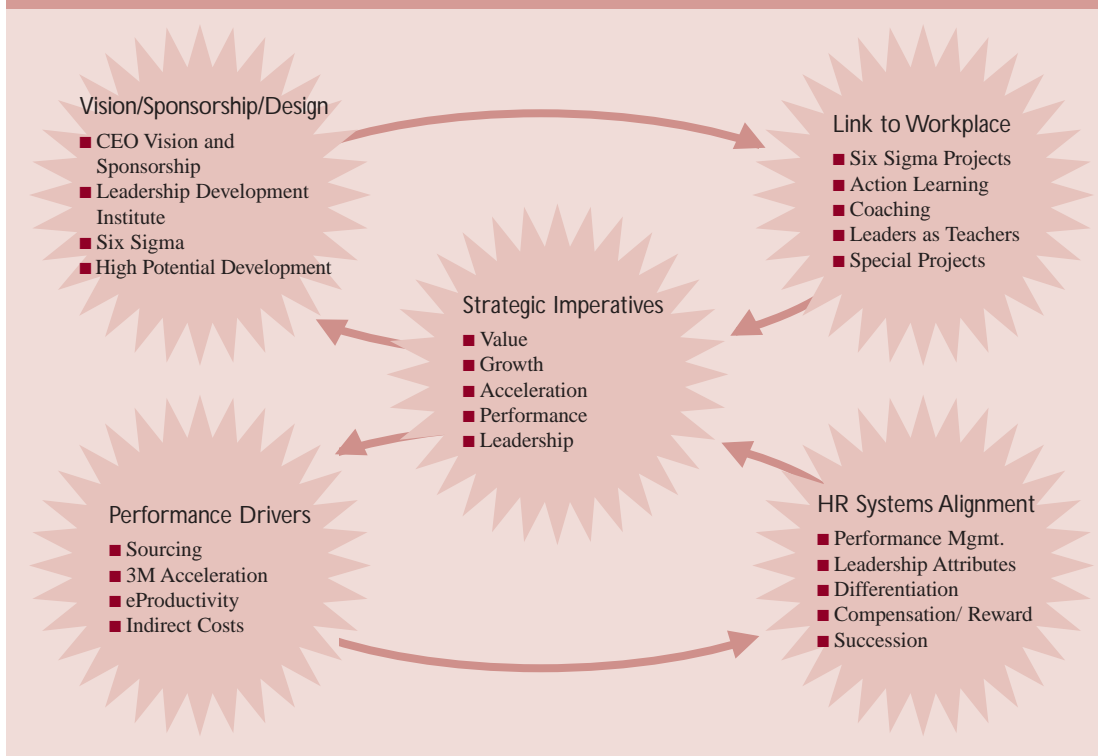 Vision/Sponsorship/Design
■ CEO Vision and
Sponsorship
■ Leadership Development
Institute
■ Six Sigma
■ High Potential Development
Link to Workplace
■ Six Sigma Projects
■ Action Learning
■ Coaching
■ Leaders as Teachers
■ Special Projects
Strategic Imperatives
■ Value
■ Growth
■ Acceleration
■ Performance
■ Leadership
Performance Drivers
■ Sourcing
■ 3M Acceleration
■ eProductivity
■ Indirect Costs
HR Systems Alignment
■ Performance Mgmt.
■ Leadership Attributes
■ Differentiation
■ Compensation/ Reward
■ Succession